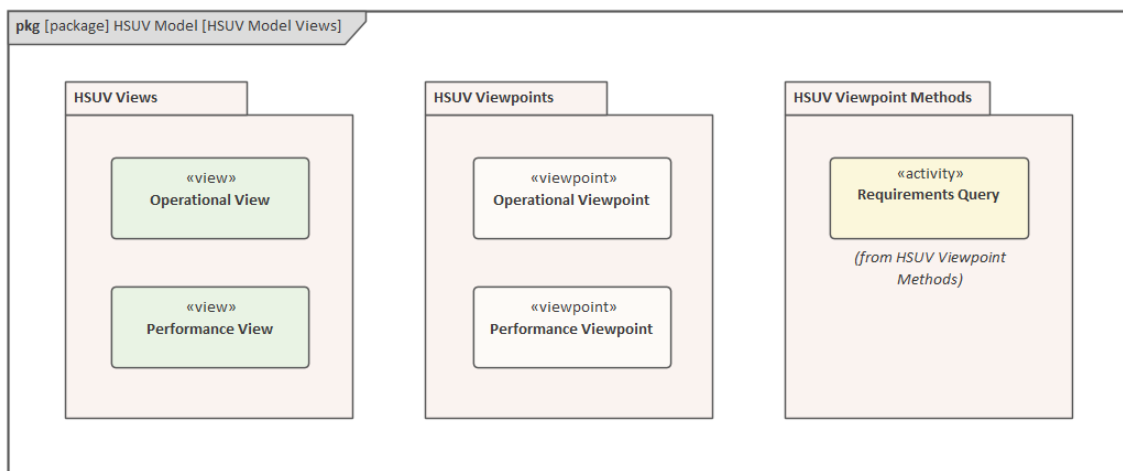 pkg [package] HSUV Model [HSUV Model Views]
HSUV Views
«view»
Operational View
«view»
Performance View
HSUV Viewpoints
«viewpoint»
Operational Viewpoint
«viewpoint»
Performance Viewpoint
HSUV Viewpoint Methods
«activity»
Requirements Query
(from HSUV Viewpoint
Methods)